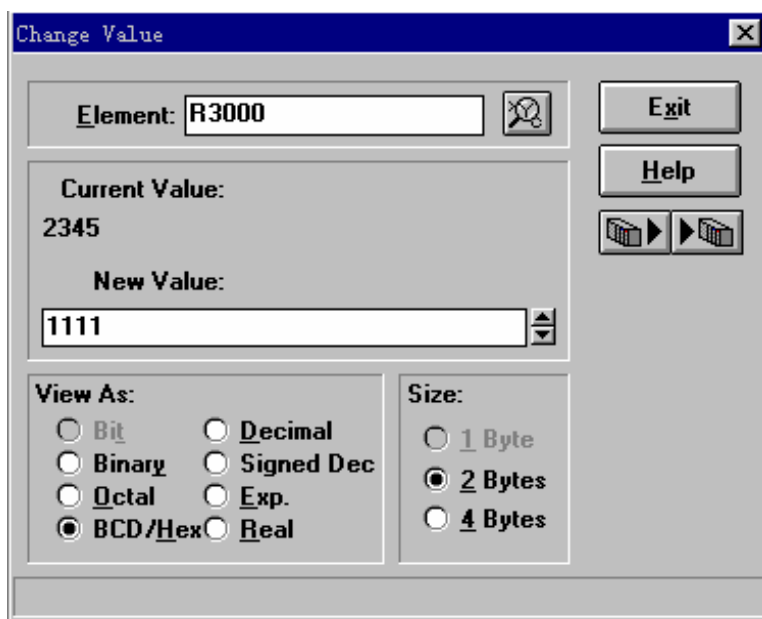 Change Value
Element: R3000
Exit
Help
Current Value:
2345
New Value:
1111
View As:
Bit Decimal
Binary Signed Dec
Octal Exp.
BCD/Hex Real
Size:
1 Byte
2 Bytes
4 Bytes